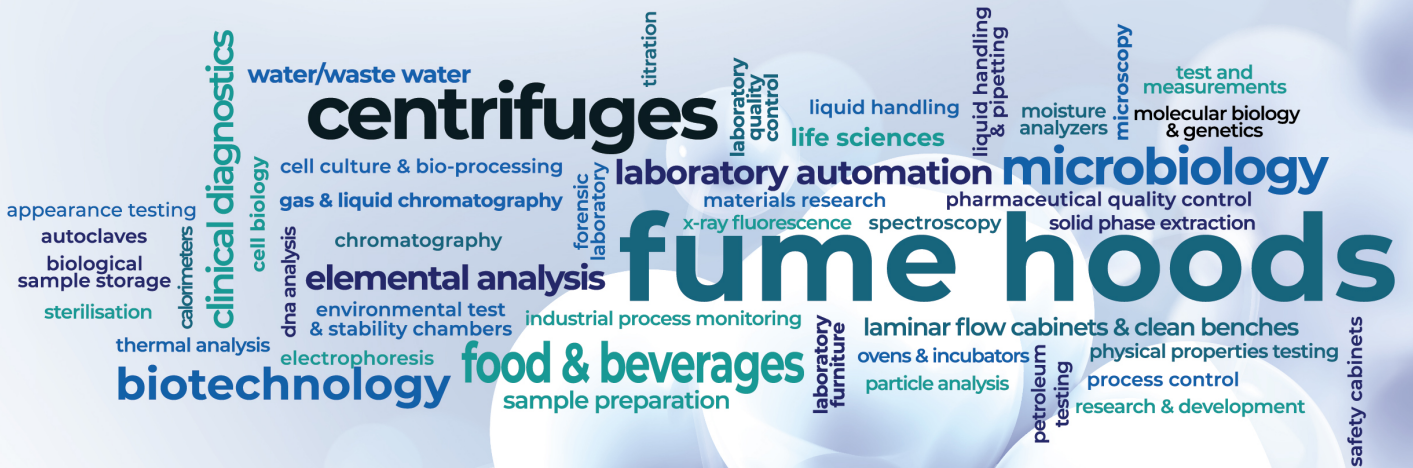 titration
water/waste water
centrifuges
clinical diagnostics
laboratory
quality
control
liquid handling
life sciences
liquid handling
& pipetting
moisture
analyzers
microscopy
test and
measurements
molecular biology
& genetics
cell culture & bio-processing
cell biology
gas & liquid chromatography
forensic
laboratory
laboratory automation
microbiology
materials research
pharmaceutical quality control
x-ray fluorescence
spectroscopy
solid phase extraction
fume hoods
appearance testing
autoclaves
biological
sample storage
sterilisation
calorimeters
dna analysis
chromatography
elemental analysis
environmental test
& stability chambers
industrial process monitoring
thermal analysis
electrophoresis
biotechnology
food & beverages
sample preparation
laboratory
furniture
laminar flow cabinets & clean benches
ovens & incubators
particle analysis
petroleum
testing
physical properties testing
process control
research & development
safety cabinets